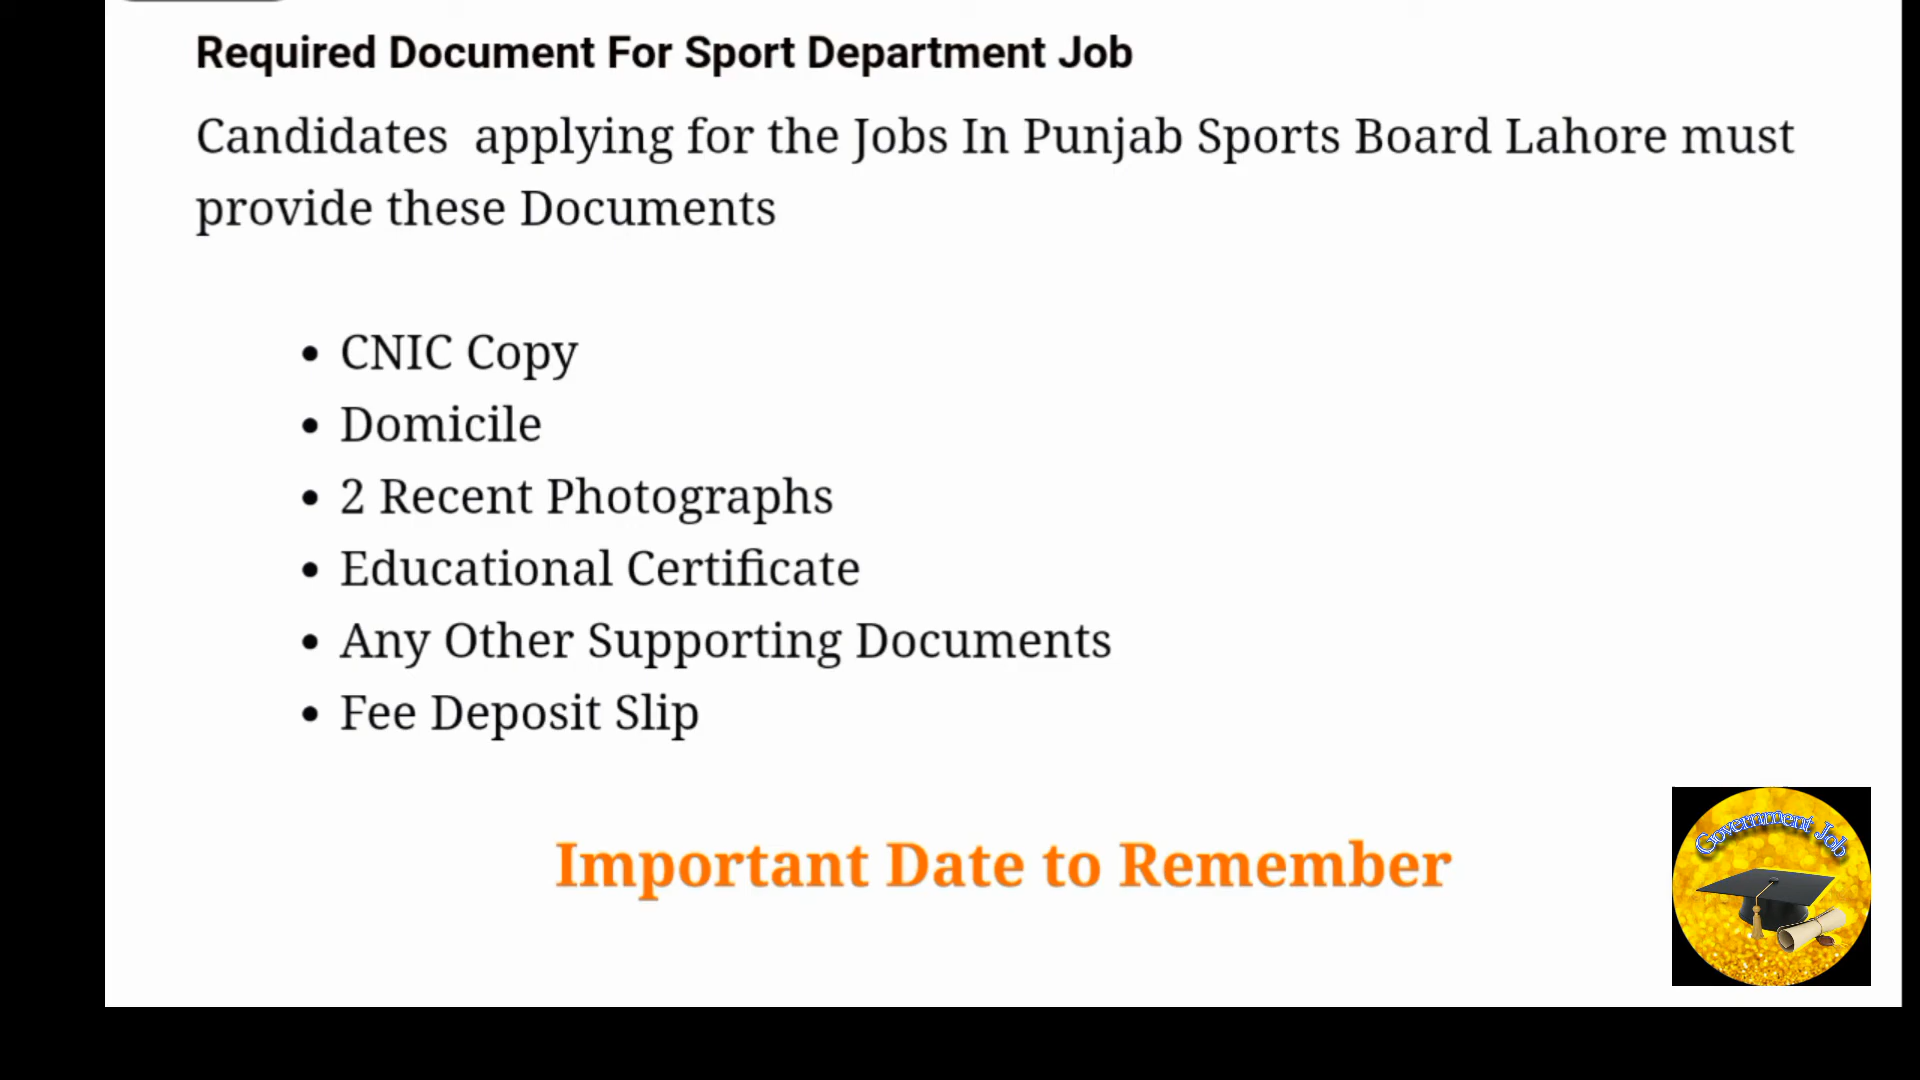 Required Document For Sport Department Job
Candidates applying for the Jobs In Punjab Sports Board Lahore must
provide these Documents
• CNIC Copy
• Domicile
• 2 Recent Photographs
• Educational Certificate
• Any Other Supporting Documents
• Fee Deposit Slip
Important Date to Remember
Government Job